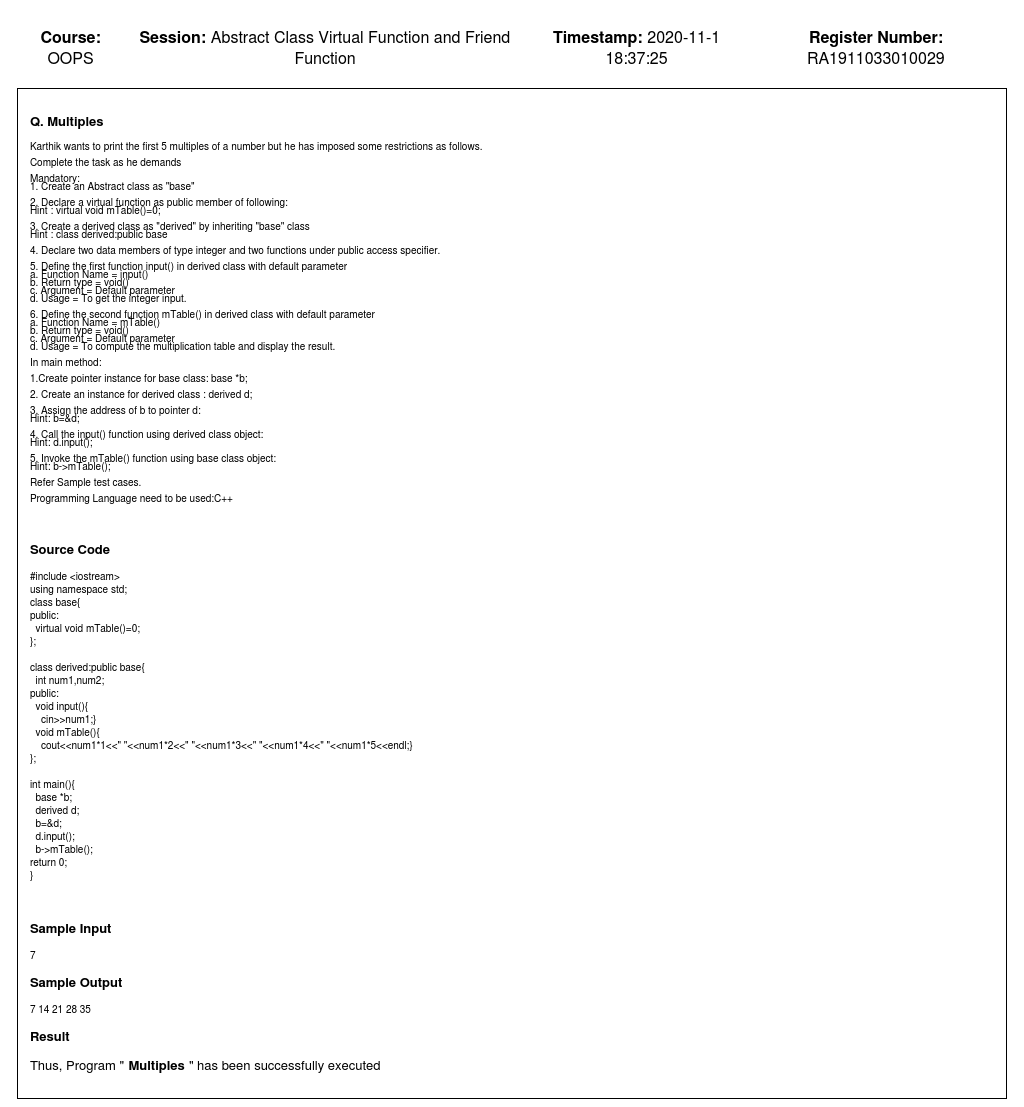 Course:
OOPS
Session: Abstract Class Virtual Function and Friend
Function
Timestamp: 2020-11-1
18:37:25
Register Number:
RA1911033010029
Q. Multiples
Karthik wants to print the first 5 multiples of a number but he has imposed some restrictions as follows.
Complete the task as he demands
Mandatory:
1. Create an Abstract class as "base"
2. Declare a virtual function as public member of following:
Hint : virtual void mTable()=0;
3. Create a derived class as "derived" by inheriting "base" class
Hint : class derived:public base
4. Declare two data members of type integer and two functions under public access specifier.
5. Define the first function input() in derived class with default parameter
a. Function Name = input()
b. Return type = void()
c. Argument = Default parameter
d. Usage = To get the integer input.
6. Define the second function mTable() in derived class with default parameter
a. Function Name = mTable()
b. Return type = void()
c. Argument = Default parameter
d. Usage = To compute the multiplication table and display the result.
In main method:
1.Create pointer instance for base class: base *b;
2. Create an instance for derived class : derived d;
3. Assign the address of b to pointer d:
Hint: b=&d;
4. Call the input() function using derived class object:
Hint: d.input();
5. Invoke the mTable() function using base class object:
Hint: b->mTable();
Refer Sample test cases.
Programming Language need to be used:C++
Source Code
#include <iostream>
using namespace std;
class base{
public:
  virtual void mTable()=0;
};
class derived:public base{
  int num1,num2;
public:
  void input(){
    cin>>num1;}
  void mTable(){
    cout<<num1*1<<" "<<num1*2<<" "<<num1*3<<" "<<num1*4<<" "<<num1*5<<endl;}
};
int main(){
  base *b;
  derived d;
  b=&d;
  d.input();
  b->mTable();
return 0;
}
Sample Input
7
Sample Output
7 14 21 28 35
Result
Thus, Program " Multiples " has been successfully executed